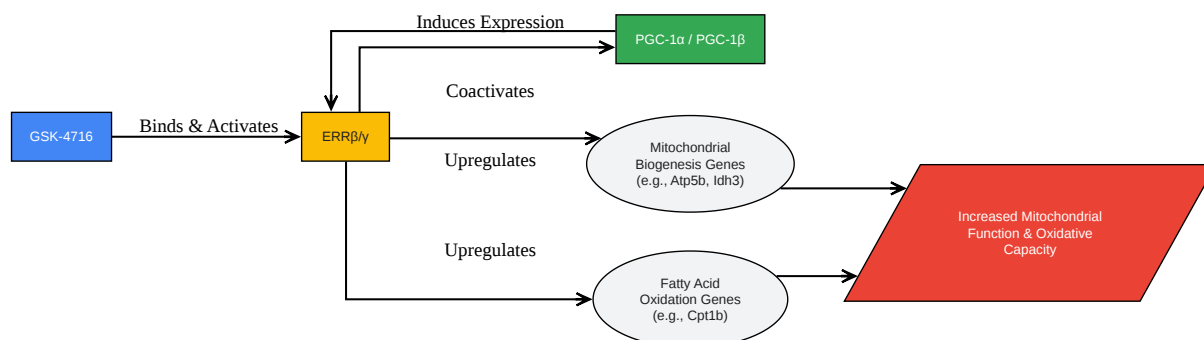 Induces Expression
PGC-1α / PGC-1β
Coactivates
GSK-4716
Binds & Activates
ERRβ/γ
Upregulates
Mitochondrial
Biogenesis Genes
(e.g., Atp5b, Idh3)
Increased Mitochondrial
Function & Oxidative
Capacity
Upregulates
Fatty Acid
Oxidation Genes
(e.g., Cpt1b)